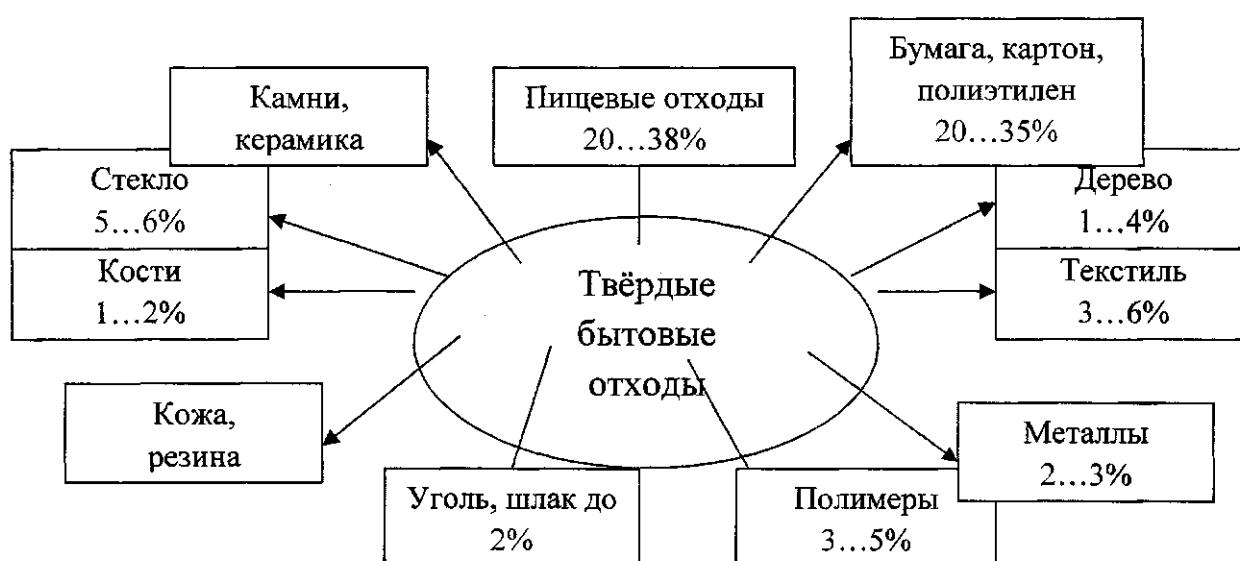 Бумага, картон,
полиэтилен
20...35%
Камни,
керамика
Пищевые отходы
20...38%
Стекло
5...6%
Дерево
1...4%
Кости
1...2%
Текстиль
3...6%
Твёрдые
бытовые
отходы
Кожа,
резина
Металлы
2...3%
Уголь, шлак до
2%
Полимеры
3...5%